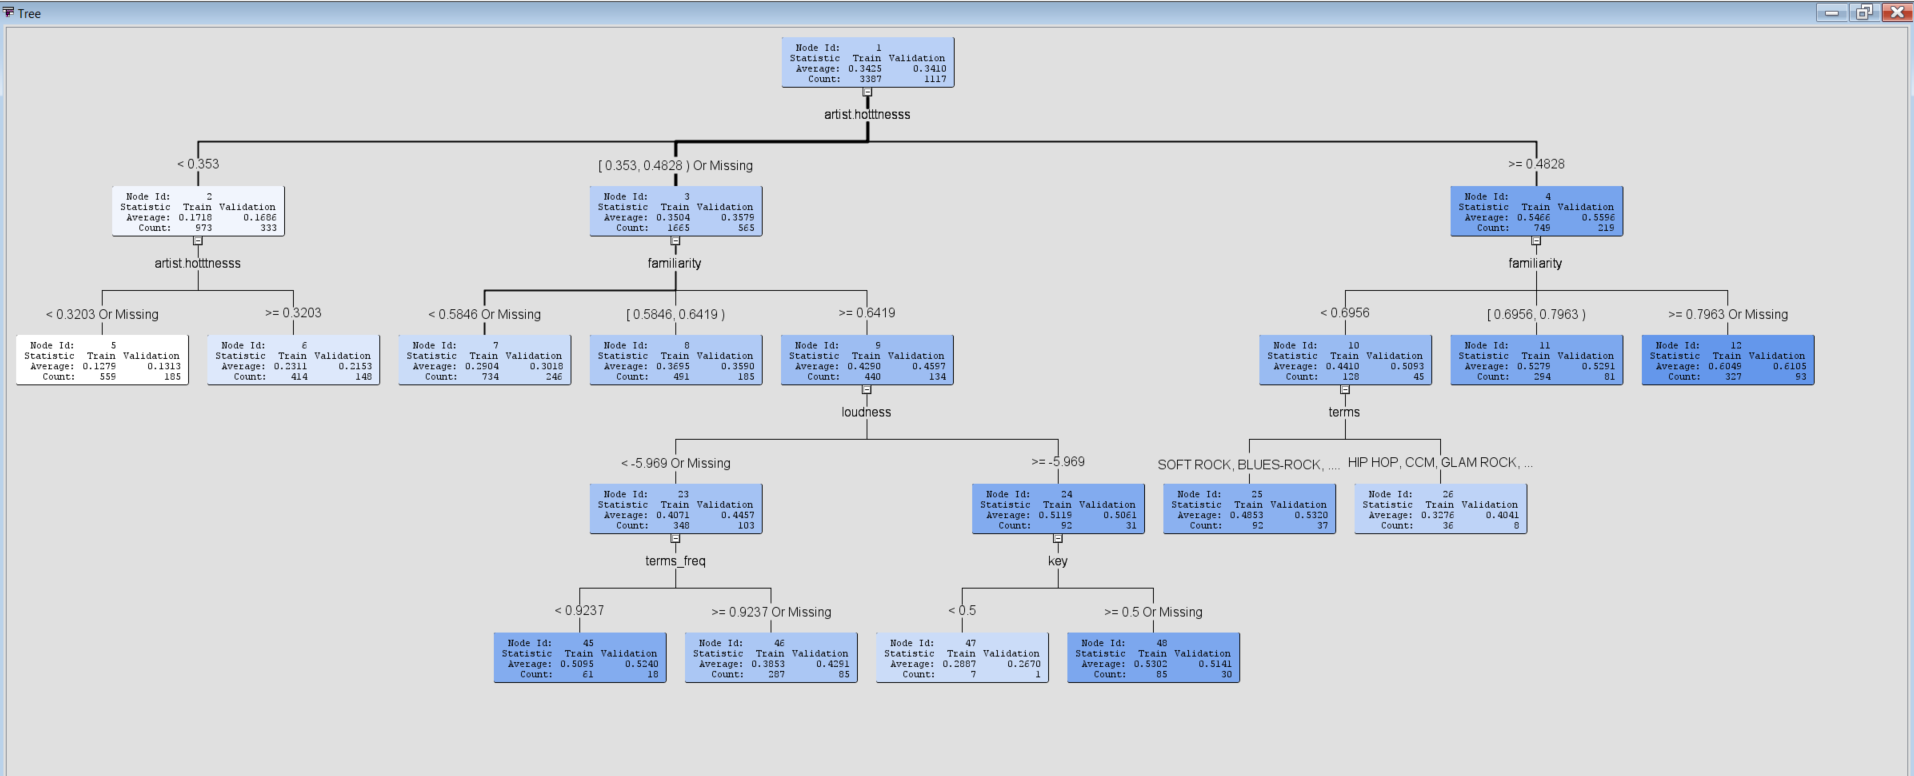 Tree
Node Id: 1
Statistic Train Validation
Average: 0.3425 0.3410
Count: 3387 1117
artist.hotttnesss
< 0.353
[ 0.353, 0.4828 ) Or Missing
>= 0.4828
Node Id: 2
Statistic Train Validation
Average: 0.1718 0.1686
Count: 973 333
Node Id: 3
Statistic Train Validation
Average: 0.3504 0.3579
Count: 1665 565
Node Id: 4
Statistic Train Validation
Average: 0.5466 0.5596
Count: 749 219
artist.hotttnesss
familiarity
familiarity
< 0.3203 Or Missing
>= 0.3203
< 0.5846 Or Missing
[ 0.5846, 0.6419 )
>= 0.6419
< 0.6956
[ 0.6956, 0.7963 )
>= 0.7963 Or Missing
Node Id: 5
Statistic Train Validation
Average: 0.1279 0.1313
Count: 559 185
Node Id: 6
Statistic Train Validation
Average: 0.2311 0.2153
Count: 414 148
Node Id: 7
Statistic Train Validation
Average: 0.2904 0.3018
Count: 734 246
Node Id: 8
Statistic Train Validation
Average: 0.3695 0.3590
Count: 491 185
Node Id: 9
Statistic Train Validation
Average: 0.4290 0.4597
Count: 440 134
Node Id: 10
Statistic Train Validation
Average: 0.4410 0.5093
Count: 128 45
Node Id: 11
Statistic Train Validation
Average: 0.5279 0.5291
Count: 294 81
Node Id: 12
Statistic Train Validation
Average: 0.6049 0.6105
Count: 327 93
loudness
terms
< -5.969 Or Missing
>= -5.969
SOFT ROCK, BLUES-ROCK, ....
HIP HOP, CCM, GLAM ROCK, ...
Node Id: 23
Statistic Train Validation
Average: 0.4071 0.4457
Count: 348 103
Node Id: 24
Statistic Train Validation
Average: 0.5119 0.5061
Count: 92 31
Node Id: 25
Statistic Train Validation
Average: 0.4853 0.5320
Count: 92 37
Node Id: 26
Statistic Train Validation
Average: 0.3276 0.4041
Count: 36 8
terms_freq
key
< 0.9237
>= 0.9237 Or Missing
< 0.5
>= 0.5 Or Missing
Node Id: 45
Statistic Train Validation
Average: 0.5095 0.5240
Count: 61 18
Node Id: 46
Statistic Train Validation
Average: 0.3853 0.4291
Count: 287 85
Node Id: 47
Statistic Train Validation
Average: 0.2887 0.2670
Count: 7 1
Node Id: 48
Statistic Train Validation
Average: 0.5302 0.5141
Count: 85 30